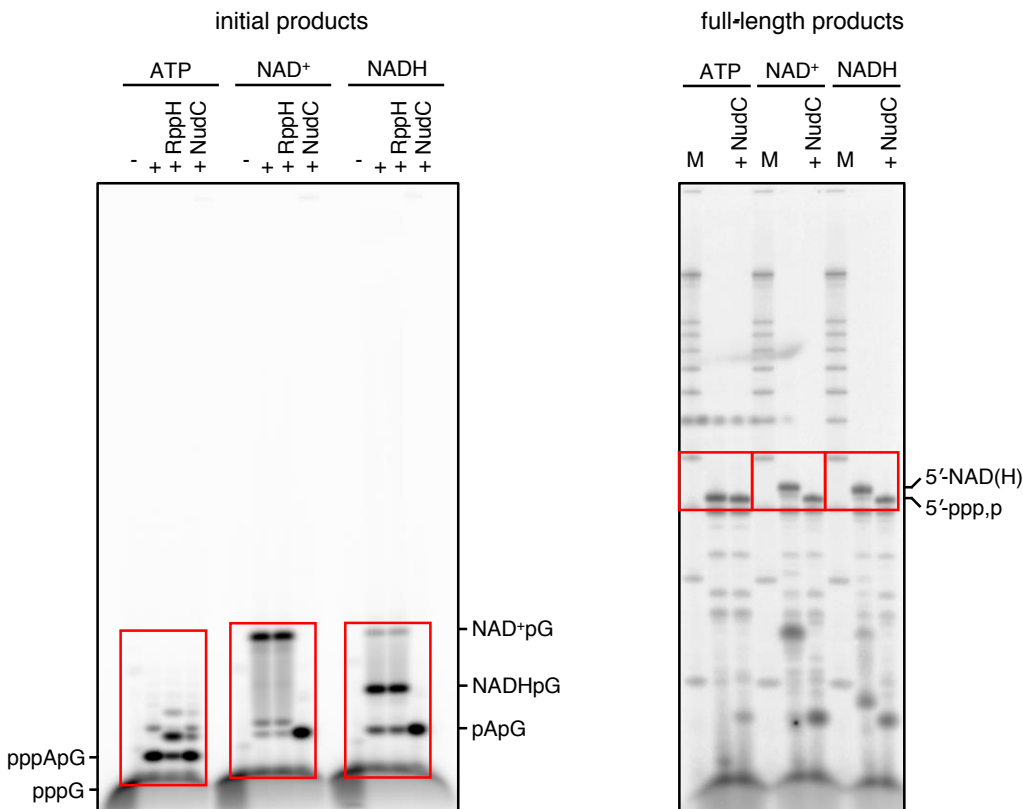 initial products
full-length products
ATP NAD⁺ NADH
ATP NAD⁺ NADH
- + +RppH +NudC - + +RppH +NudC - + +RppH +NudC
M +NudC M +NudC M +NudC
5′-NAD(H)
5′-ppp,p
NAD⁺pG
NADHpG
pApG
pppApG
pppG